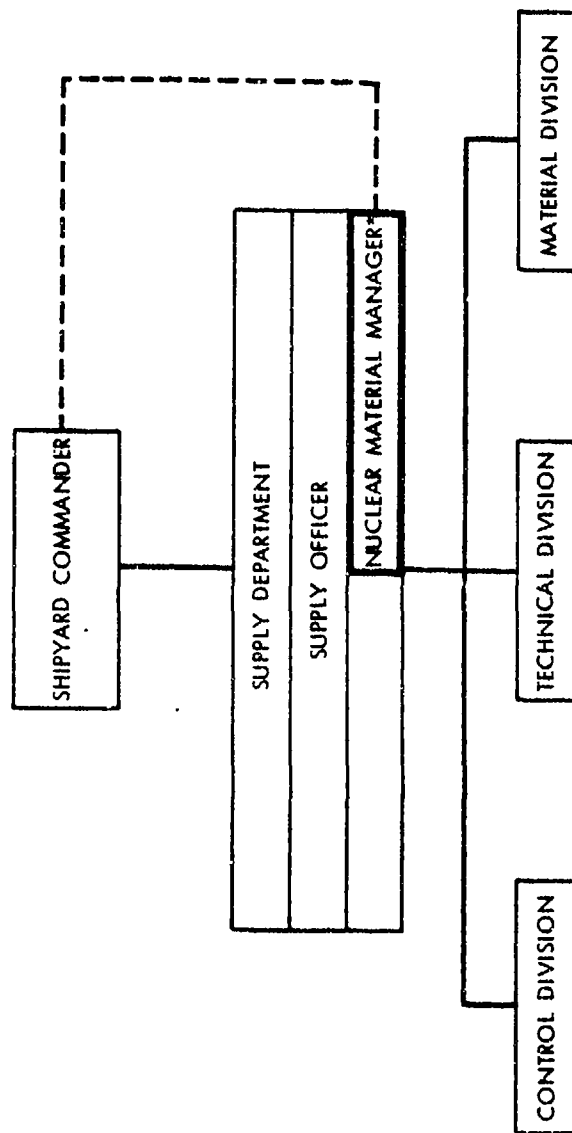 SHIPYARD COMMANDER
SUPPLY DEPARTMENT
SUPPLY OFFICER
NUCLEAR MATERIAL MANAGER*
CONTROL DIVISION
TECHNICAL DIVISION
MATERIAL DIVISION